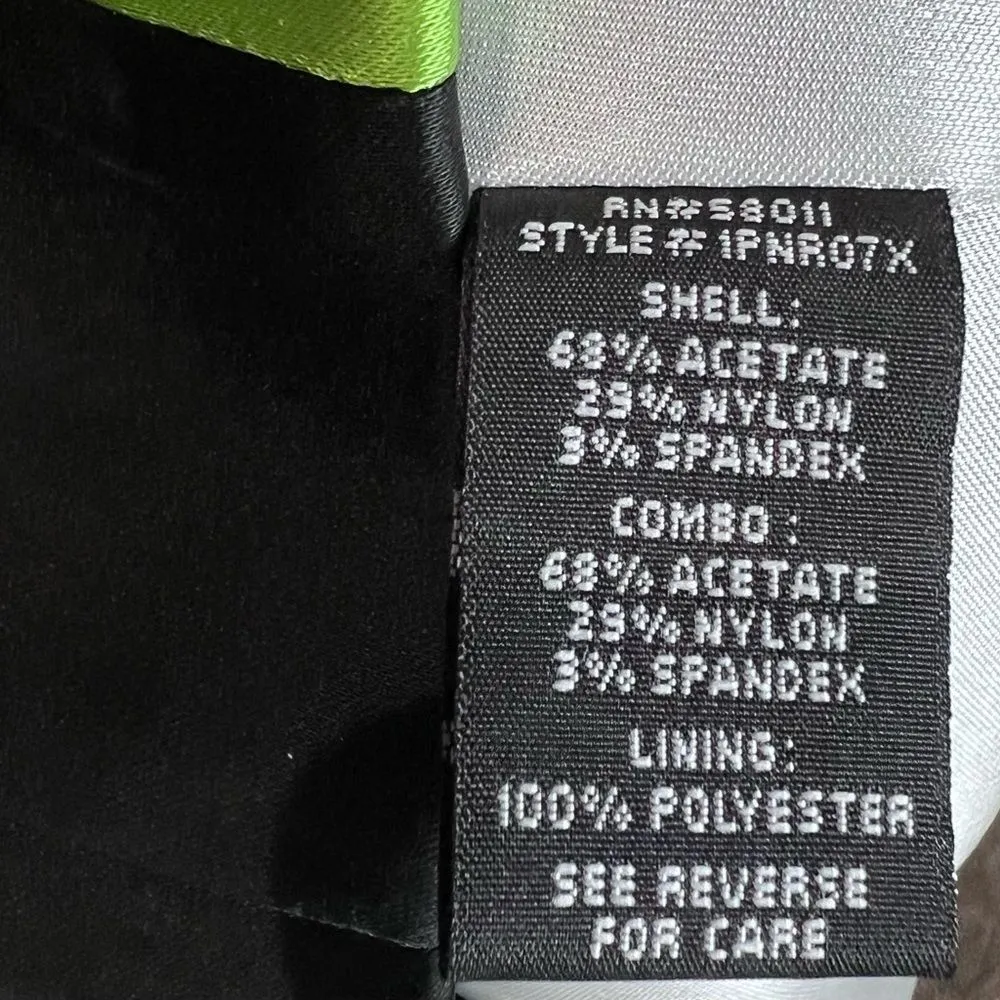 RN#58011
STYLE # 1FNR07X
SHELL:
68% ACETATE
29% NYLON
3% SPANDEX
COMBO :
68% ACETATE
29% NYLON
3% SPANDEX
LINING:
100% POLYESTER
SEE REVERSE
FOR CARE